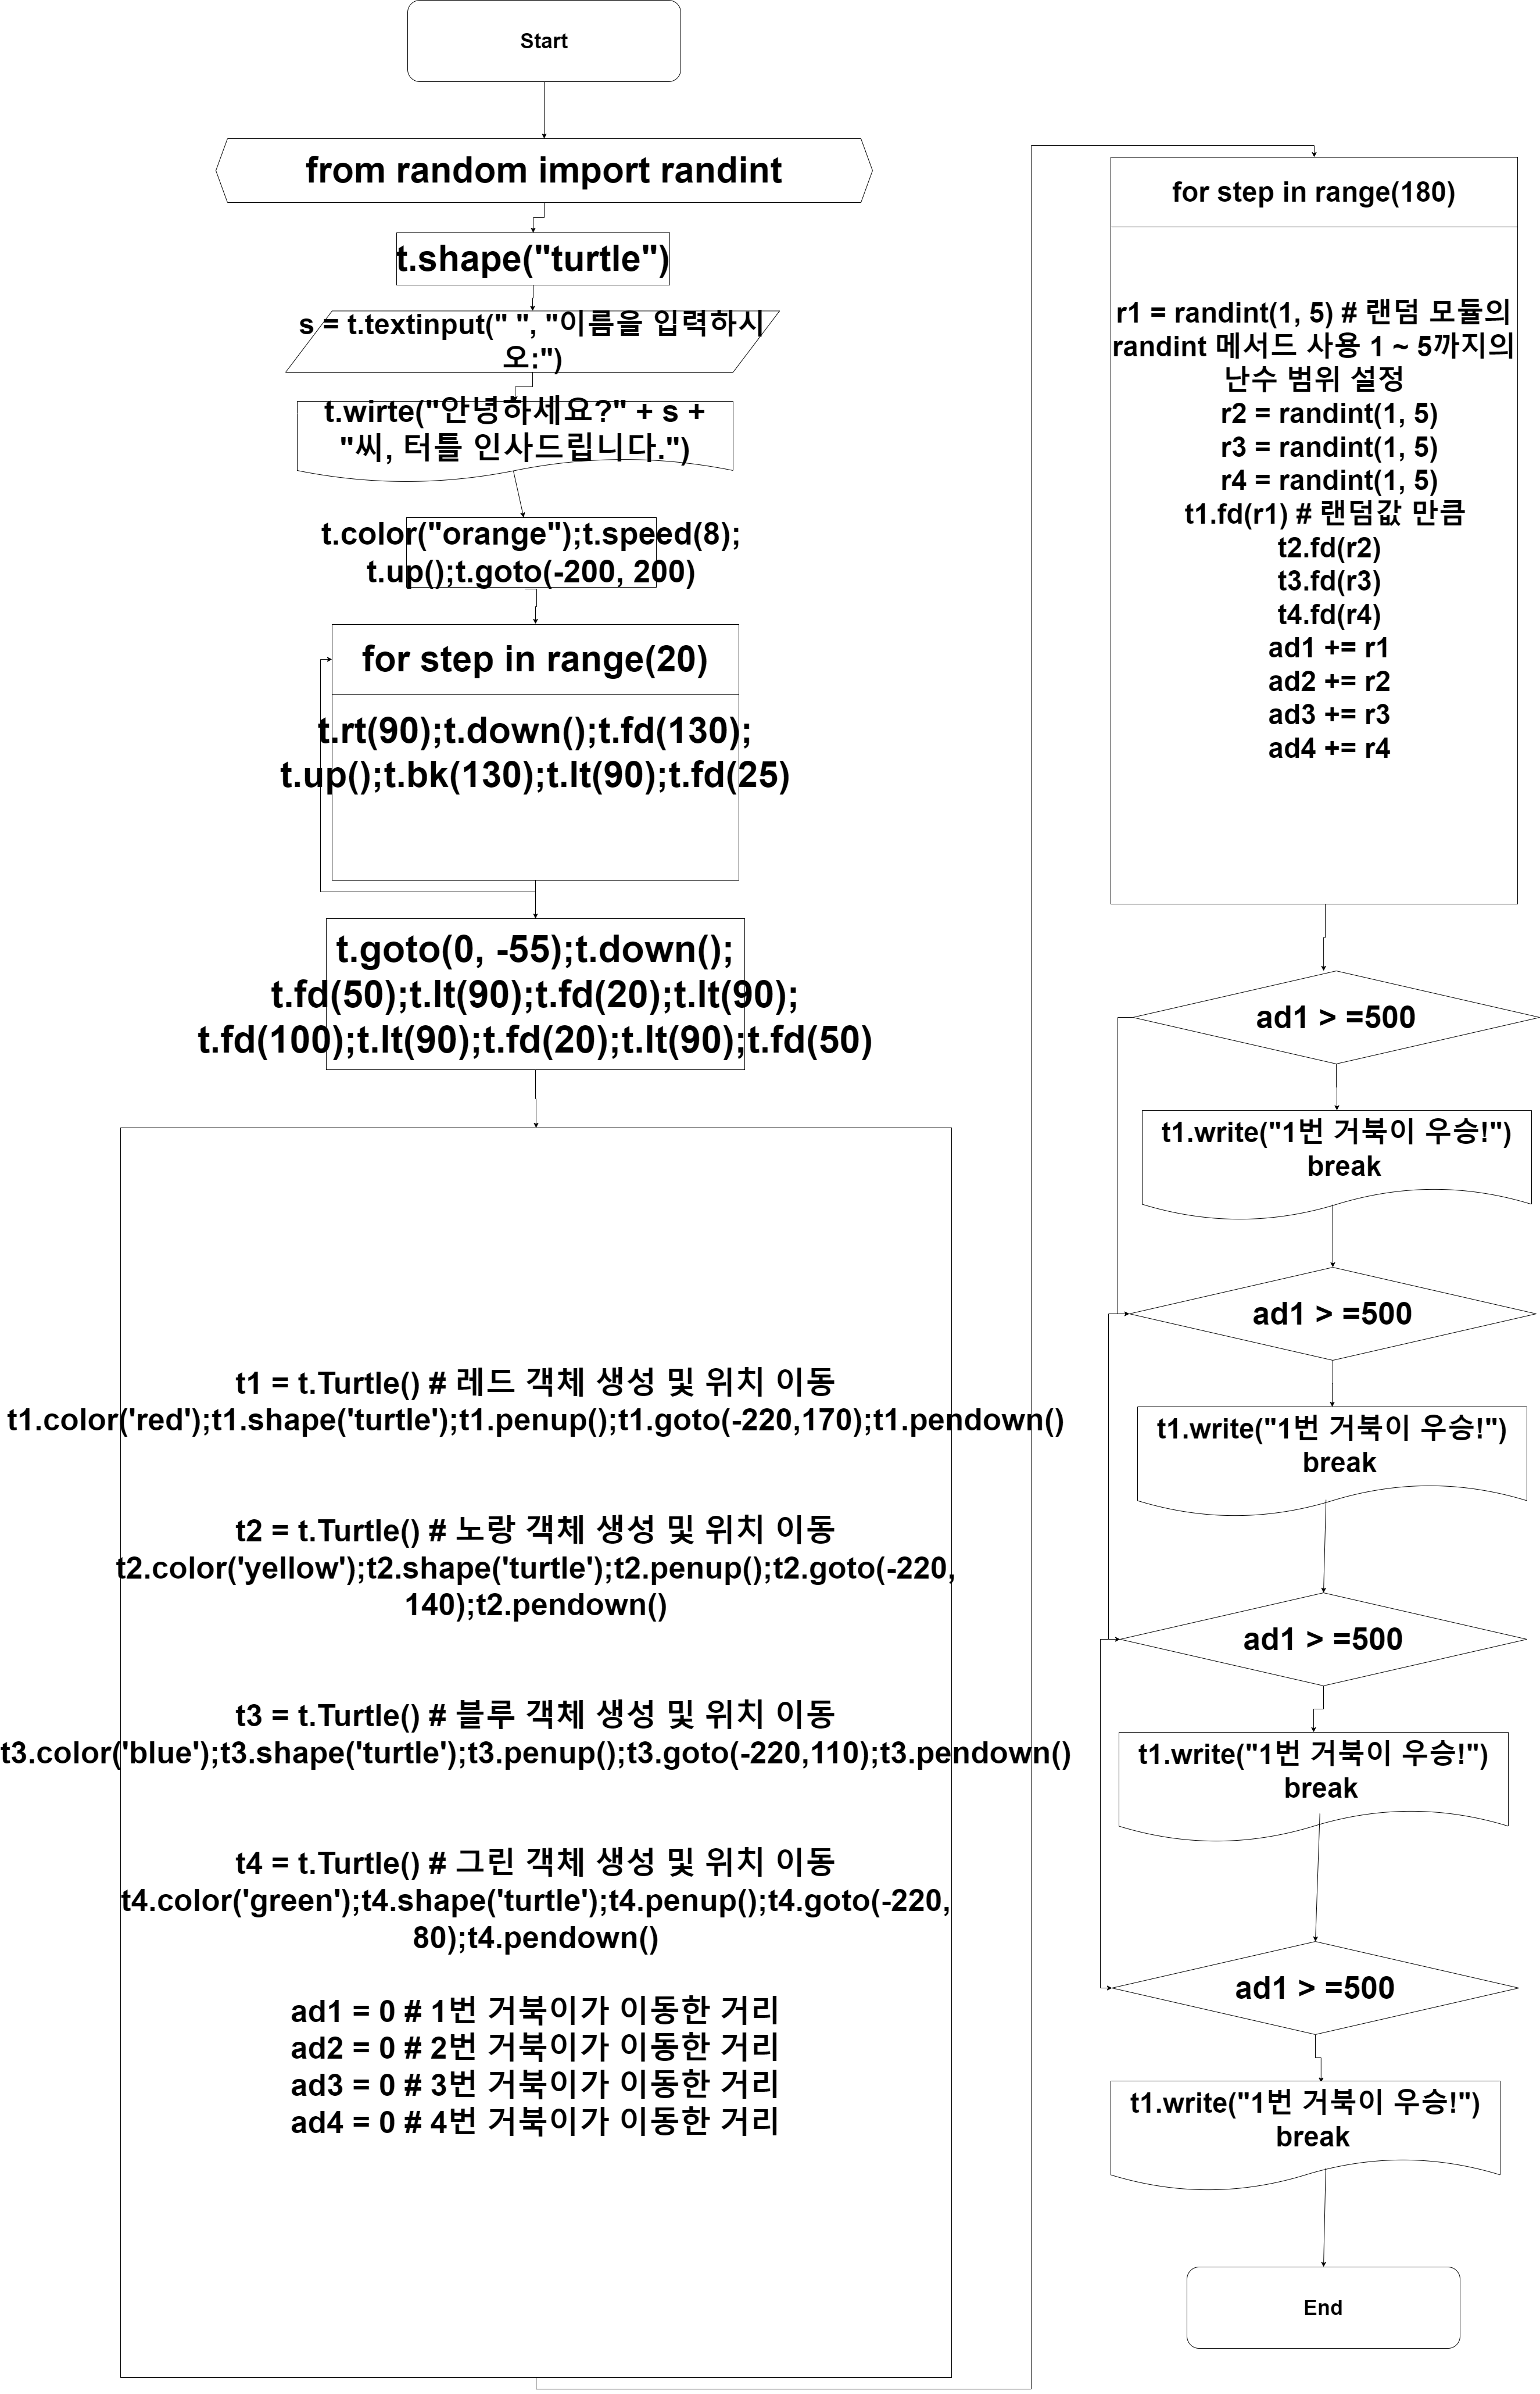 Start
from random import randint
t.shape("turtle")
s = t.textinput(" ", "이름을 입력하시
오:")
t.wirte("안녕하세요?" + s +
"씨, 터틀 인사드립니다.")
t.color("orange");t.speed(8);
t.up();t.goto(-200, 200)
for step in range(20)
t.rt(90);t.down();t.fd(130);
t.up();t.bk(130);t.lt(90);t.fd(25)
t.goto(0, -55);t.down();
t.fd(50);t.lt(90);t.fd(20);t.lt(90);
t.fd(100);t.lt(90);t.fd(20);t.lt(90);t.fd(50)
t1 = t.Turtle() # 레드 객체 생성 및 위치 이동
t1.color('red');t1.shape('turtle');t1.penup();t1.goto(-220,170);t1.pendown()
t2 = t.Turtle() # 노랑 객체 생성 및 위치 이동
t2.color('yellow');t2.shape('turtle');t2.penup();t2.goto(-220,
140);t2.pendown()
t3 = t.Turtle() # 블루 객체 생성 및 위치 이동
t3.color('blue');t3.shape('turtle');t3.penup();t3.goto(-220,110);t3.pendown()
t4 = t.Turtle() # 그린 객체 생성 및 위치 이동
t4.color('green');t4.shape('turtle');t4.penup();t4.goto(-220,
80);t4.pendown()
ad1 = 0 # 1번 거북이가 이동한 거리
ad2 = 0 # 2번 거북이가 이동한 거리
ad3 = 0 # 3번 거북이가 이동한 거리
ad4 = 0 # 4번 거북이가 이동한 거리
for step in range(180)
r1 = randint(1, 5) # 랜덤 모듈의
randint 메서드 사용 1 ~ 5까지의
난수 범위 설정
r2 = randint(1, 5)
r3 = randint(1, 5)
r4 = randint(1, 5)
t1.fd(r1) # 랜덤값 만큼
t2.fd(r2)
t3.fd(r3)
t4.fd(r4)
ad1 += r1
ad2 += r2
ad3 += r3
ad4 += r4
ad1 > =500
t1.write("1번 거북이 우승!")
break
ad1 > =500
t1.write("1번 거북이 우승!")
break
ad1 > =500
t1.write("1번 거북이 우승!")
break
ad1 > =500
t1.write("1번 거북이 우승!")
break
End